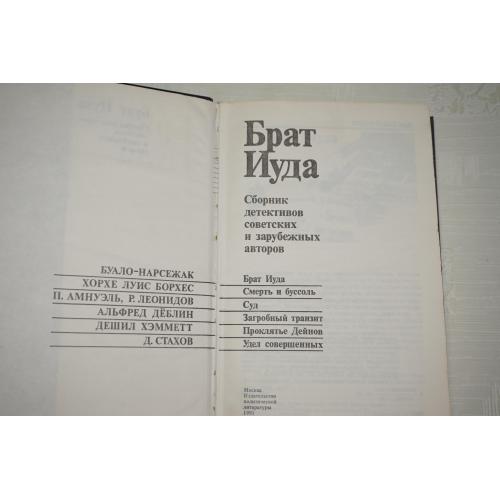 БУАЛО-НАРСЕЖАК
ХОРХЕ ЛУИС БОРХЕС
П. АМНУЭЛЬ, Р. ЛЕОНИДОВ
АЛЬФРЕД ДЁБЛИН
ДЕШИЛ ХЭММЕТТ
Д. СТАХОВ
Брат
Иуда
Сборник
детективов
советских
и зарубежных
авторов
Брат Иуда
Смерть и буссоль
Суд
Загробный транзит
Проклятье Дейнов
Удел совершенных
Москва
Издательство
политической
литературы
1991